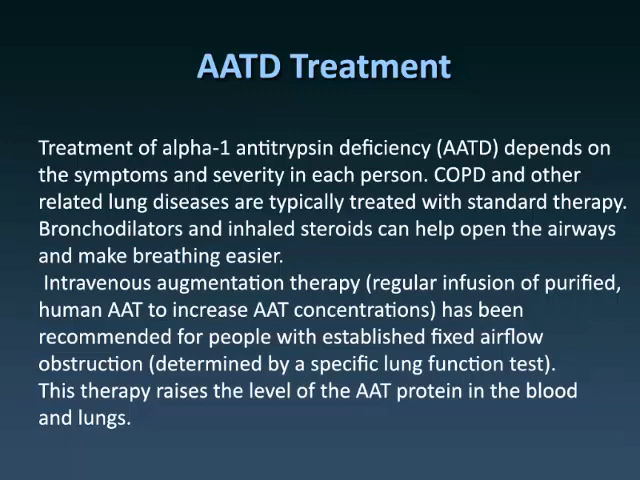 AATD Treatment
Treatment of alpha-1 antitrypsin deficiency (AATD) depends on
the symptoms and severity in each person. COPD and other
related lung diseases are typically treated with standard therapy.
Bronchodilators and inhaled steroids can help open the airways
and make breathing easier.
Intravenous augmentation therapy (regular infusion of purified,
human AAT to increase AAT concentrations) has been
recommended for people with established fixed airflow
obstruction (determined by a specific lung function test).
This therapy raises the level of the AAT protein in the blood
and lungs.